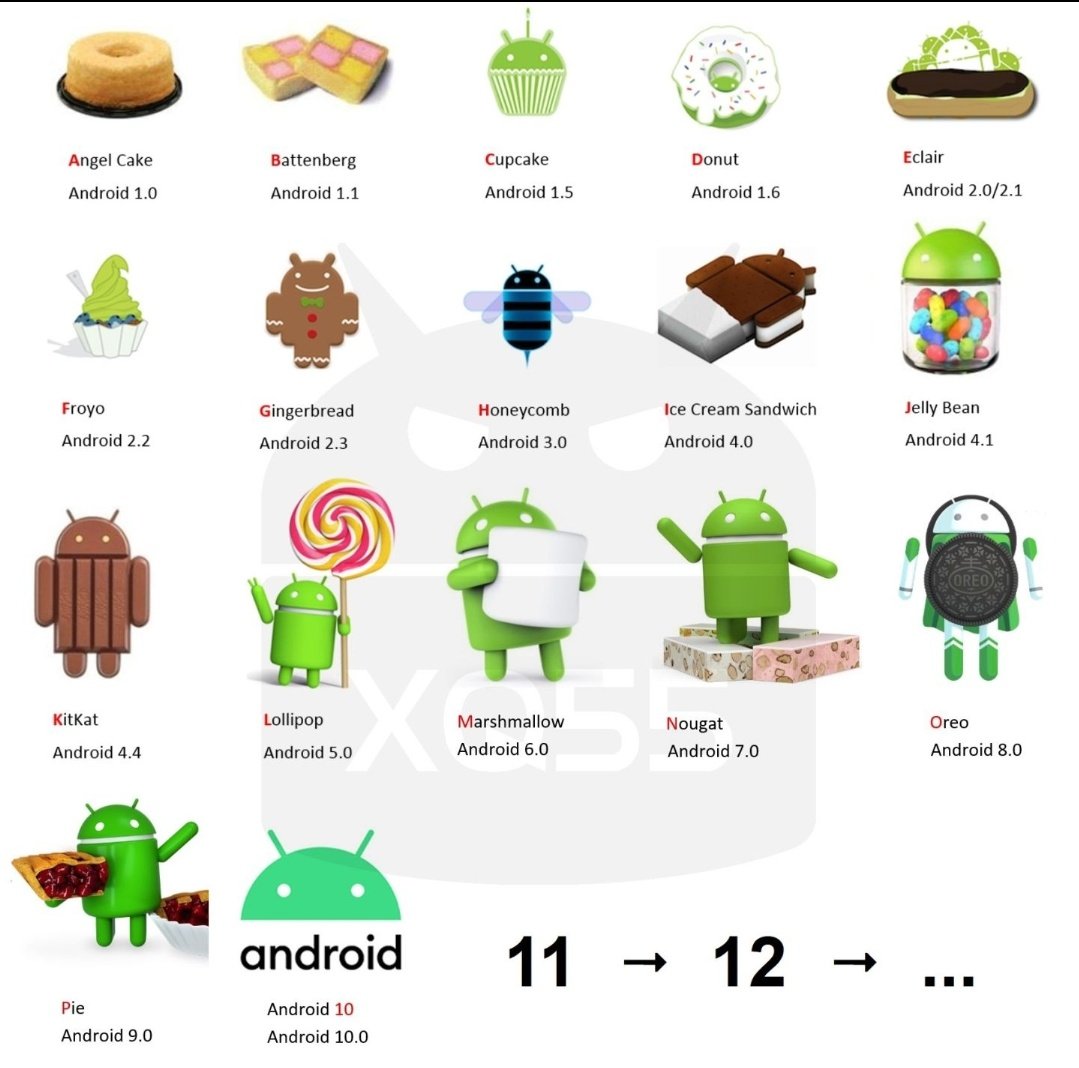 Angel Cake
Android 1.0
Battenberg
Android 1.1
Cupcake
Android 1.5
Donut
Android 1.6
Eclair
Android 2.0/2.1
Froyo
Android 2.2
Gingerbread
Android 2.3
Honeycomb
Android 3.0
Ice Cream Sandwich
Android 4.0
Jelly Bean
Android 4.1
KitKat
Android 4.4
Lollipop
Android 5.0
Marshmallow
Android 6.0
Nougat
Android 7.0
OREO
Oreo
Android 8.0
XQ55
Pie
Android 9.0
android
Android 10
Android 10.0
11 → 12 → ...